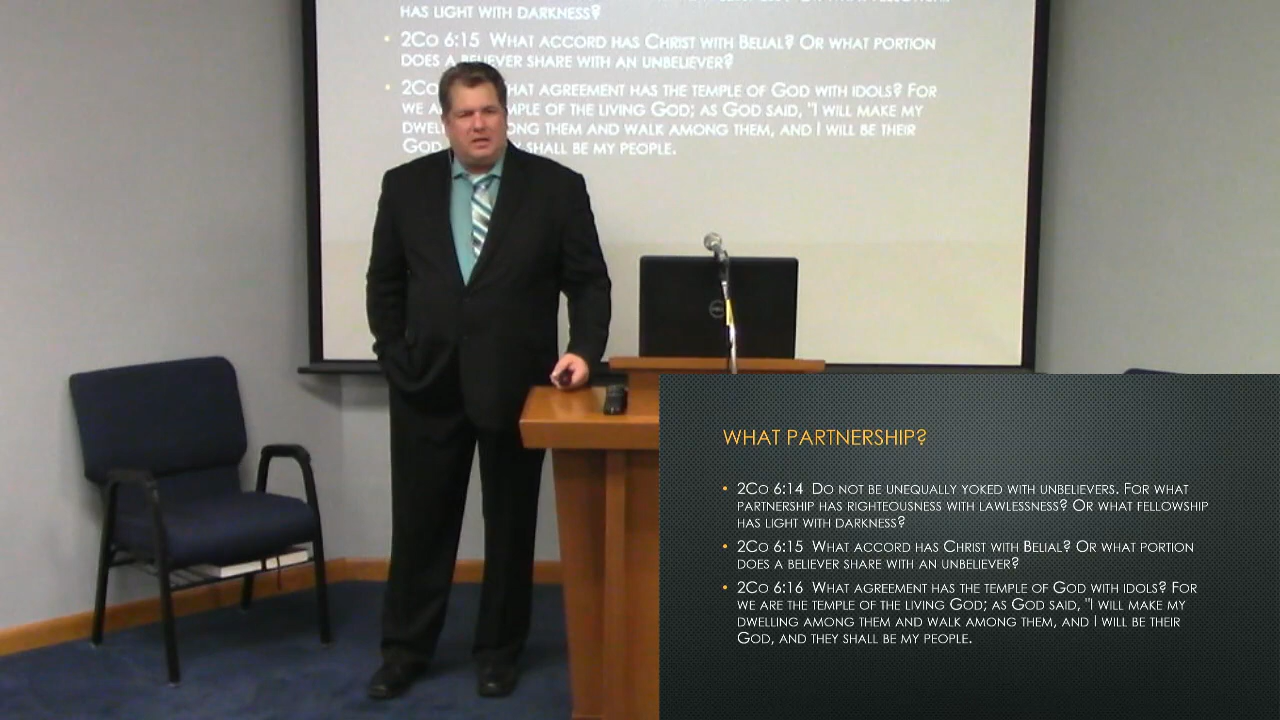 HAS LIGHT WITH DARKNESS?
• 2CO 6:15 WHAT ACCORD HAS CHRIST WITH BELIAL? OR WHAT PORTION
DOES A BELIEVER SHARE WITH AN UNBELIEVER?
• 2CO HAT AGREEMENT HAS THE TEMPLE OF GOD WITH IDOLS? FOR
WE A MPLE OF THE LIVING GOD; AS GOD SAID, "I WILL MAKE MY
DWELL ONG THEM AND WALK AMONG THEM, AND I WILL BE THEIR
GOD Y SHALL BE MY PEOPLE.
DELL
WHAT PARTNERSHIP?
• 2CO 6:14 DO NOT BE UNEQUALLY YOKED WITH UNBELIEVERS. FOR WHAT
PARTNERSHIP HAS RIGHTEOUSNESS WITH LAWLESSNESS? OR WHAT FELLOWSHIP
HAS LIGHT WITH DARKNESS?
• 2CO 6:15 WHAT ACCORD HAS CHRIST WITH BELIAL? OR WHAT PORTION
DOES A BELIEVER SHARE WITH AN UNBELIEVER?
• 2CO 6:16 WHAT AGREEMENT HAS THE TEMPLE OF GOD WITH IDOLS? FOR
WE ARE THE TEMPLE OF THE LIVING GOD; AS GOD SAID, "I WILL MAKE MY
DWELLING AMONG THEM AND WALK AMONG THEM, AND I WILL BE THEIR
GOD, AND THEY SHALL BE MY PEOPLE.